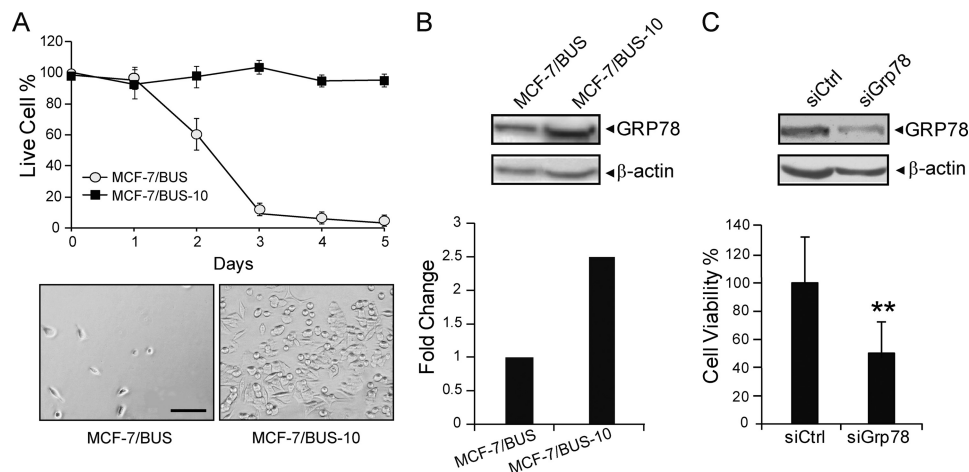 A
Live Cell %
120
100
80
60
40
20
0
MCF-7/BUS
MCF-7/BUS-10
0 1 2 3 4 5
Days
MCF-7/BUS
MCF-7/BUS-10
B
MCF-7/BUS
MCF-7/BUS-10
GRP78
β-actin
Fold Change
3
2.5
2
1.5
1
0.5
0
MCF-7/BUS
MCF-7/BUS-10
C
siCtrl
siGrp78
GRP78
β-actin
Cell Viability %
140
120
100
80
60
40
20
0
**
siCtrl
siGrp78